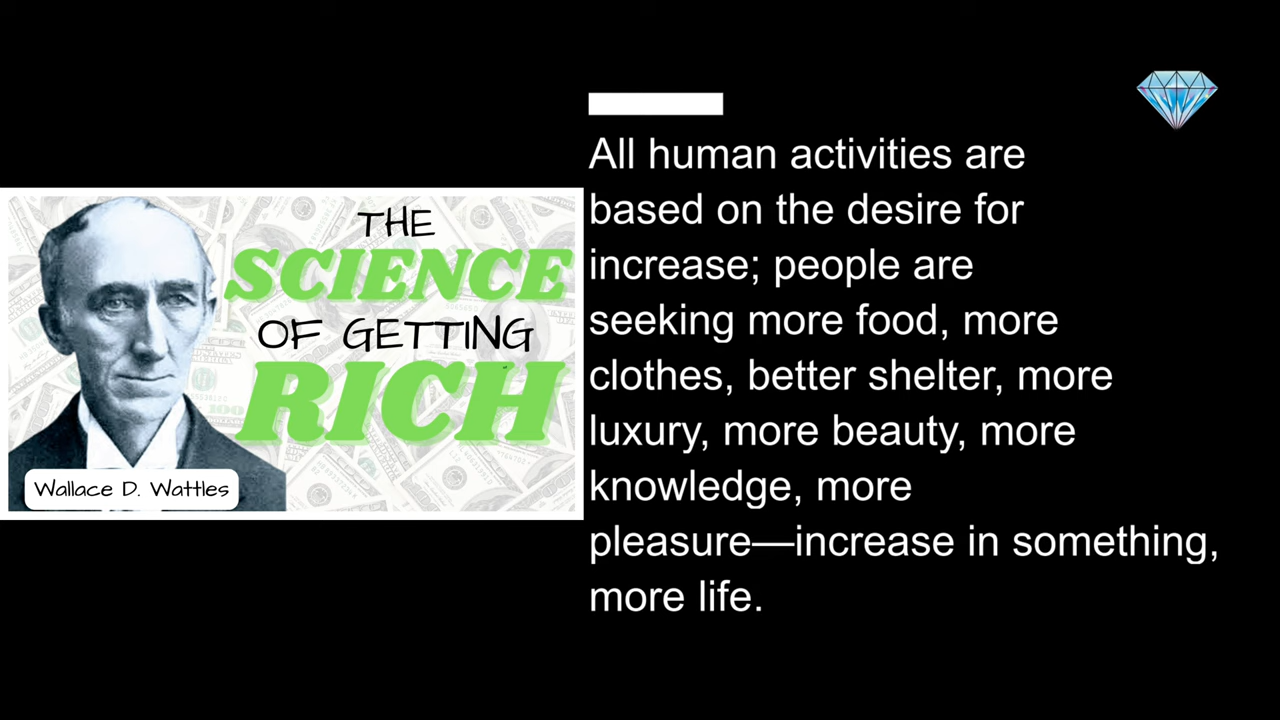 THE
SCIENCE
OF GETTING
RICH
Wallace D. Wattles
All human activities are
based on the desire for
increase; people are
seeking more food, more
clothes, better shelter, more
luxury, more beauty, more
knowledge, more
pleasure—increase in something,
more life.